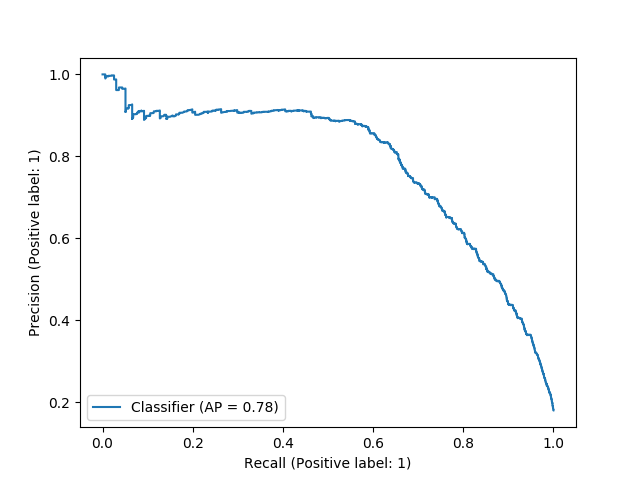 1.0
0.8
0.6
0.4
0.2
Precision (Positive label: 1)
Classifier (AP = 0.78)
0.0 0.2 0.4 0.6 0.8 1.0
Recall (Positive label: 1)